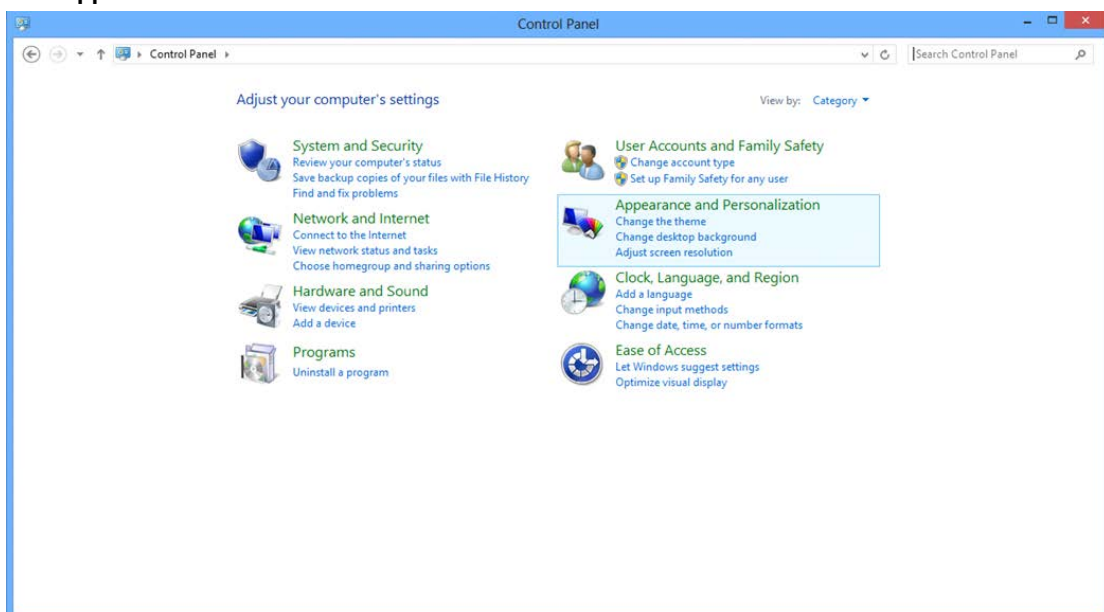 Control Panel
Control Panel
Search Control Panel
Adjust your computer's settings
View by: Category
System and Security
Review your computer's status
Save backup copies of your files with File History
Find and fix problems
Network and Internet
Connect to the Internet
View network status and tasks
Choose homegroup and sharing options
Hardware and Sound
View devices and printers
Add a device
Programs
Uninstall a program
User Accounts and Family Safety
Change account type
Set up Family Safety for any user
Appearance and Personalization
Change the theme
Change desktop background
Adjust screen resolution
Clock, Language, and Region
Add a language
Change input methods
Change date, time, or number formats
Ease of Access
Let Windows suggest settings
Optimize visual display